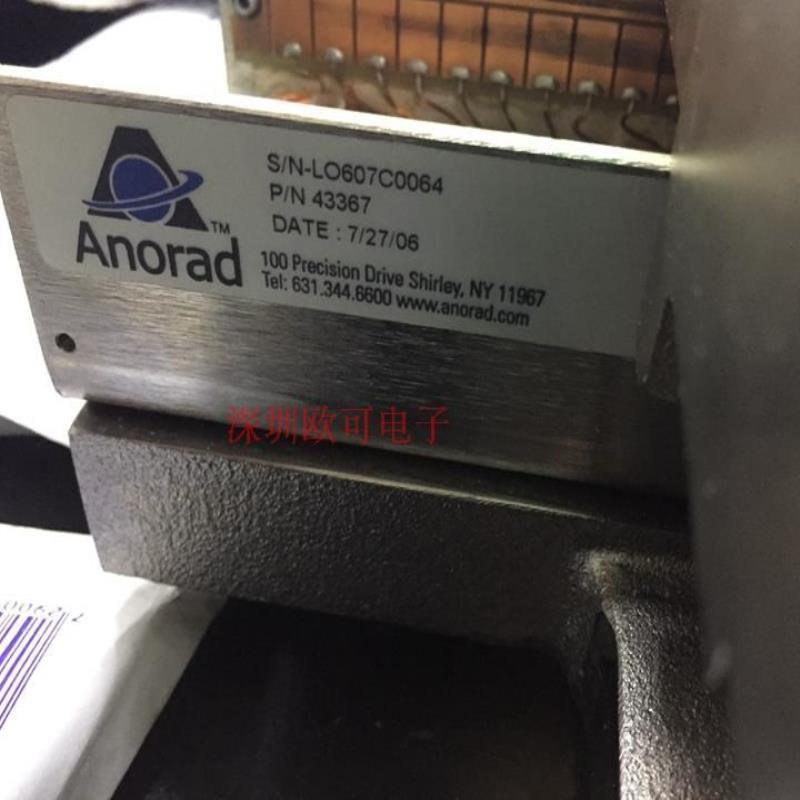 S/N-LO607C0064
P/N 43367
DATE : 7/27/06
Anorad™
100 Precision Drive Shirley, NY 11967
Tel: 631.344.6600 www.anorad.com
深圳欧可电子